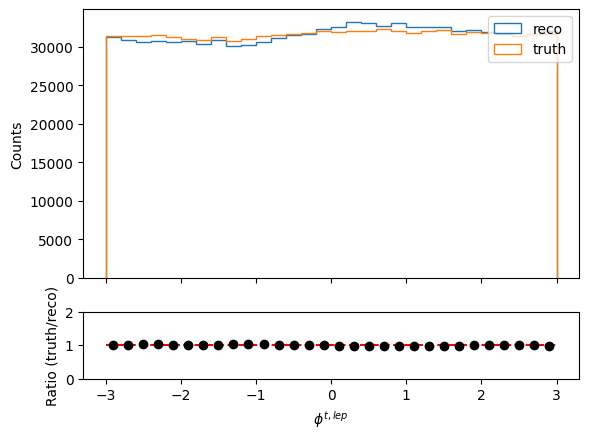 reco
truth
Counts
30000
25000
20000
15000
10000
5000
0
Ratio (truth/reco)
2
1
0
−3 −2 −1 0 1 2 3
ϕ^{t, lep}